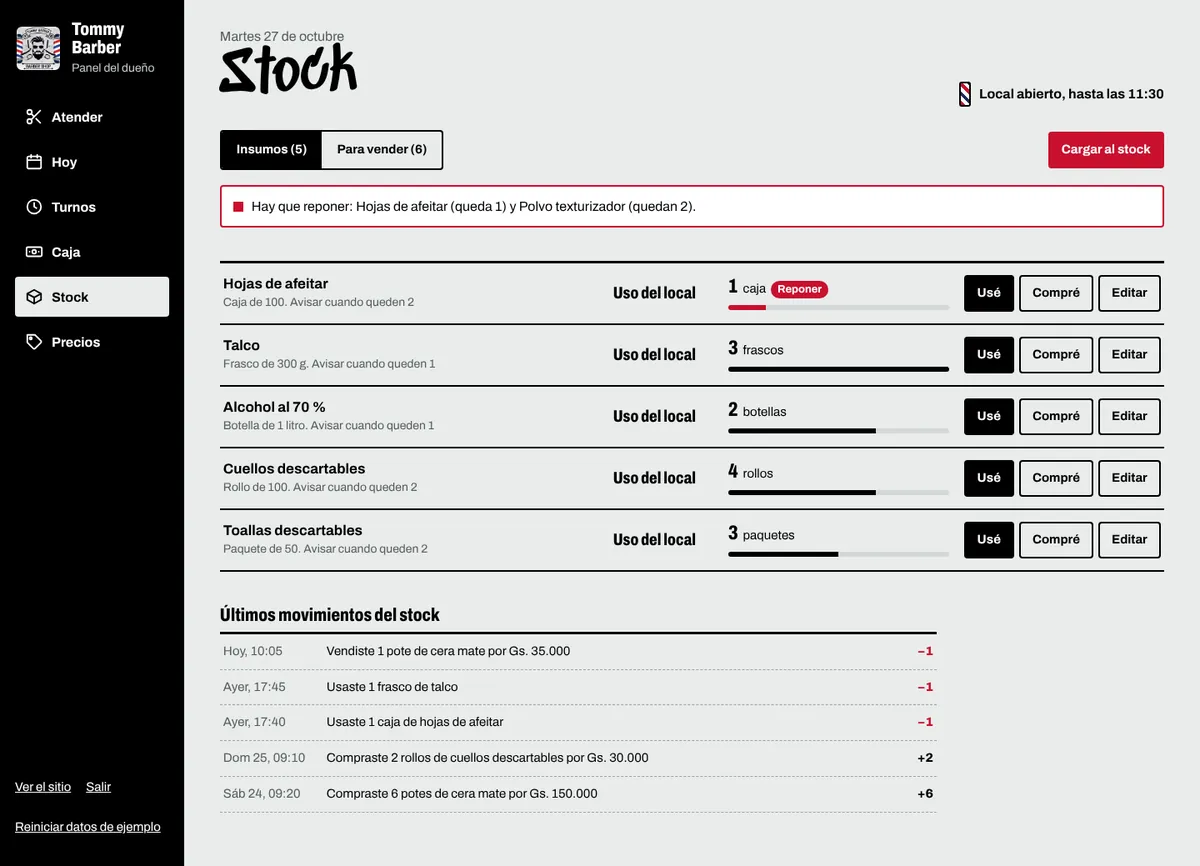 Tommy
Barber
Panel del dueño
Atender
Hoy
Turnos
Caja
Stock
Precios
Ver el sitio
Salir
Reiniciar datos de ejemplo
Martes 27 de octubre
Stock
Local abierto, hasta las 11:30
Insumos (5)
Para vender (6)
Cargar al stock
Hay que reponer: Hojas de afeitar (queda 1) y Polvo texturizador (quedan 2).
Hojas de afeitar
Caja de 100. Avisar cuando queden 2
Uso del local
1 caja Reponer
Usé
Compré
Editar
Talco
Frasco de 300 g. Avisar cuando queden 1
Uso del local
3 frascos
Usé
Compré
Editar
Alcohol al 70 %
Botella de 1 litro. Avisar cuando queden 1
Uso del local
2 botellas
Usé
Compré
Editar
Cuellos descartables
Rollo de 100. Avisar cuando queden 2
Uso del local
4 rollos
Usé
Compré
Editar
Toallas descartables
Paquete de 50. Avisar cuando queden 2
Uso del local
3 paquetes
Usé
Compré
Editar
Últimos movimientos del stock
Hoy, 10:05 Vendiste 1 pote de cera mate por Gs. 35.000 −1
Ayer, 17:45 Usaste 1 frasco de talco −1
Ayer, 17:40 Usaste 1 caja de hojas de afeitar −1
Dom 25, 09:10 Compraste 2 rollos de cuellos descartables por Gs. 30.000 +2
Sáb 24, 09:20 Compraste 6 potes de cera mate por Gs. 150.000 +6